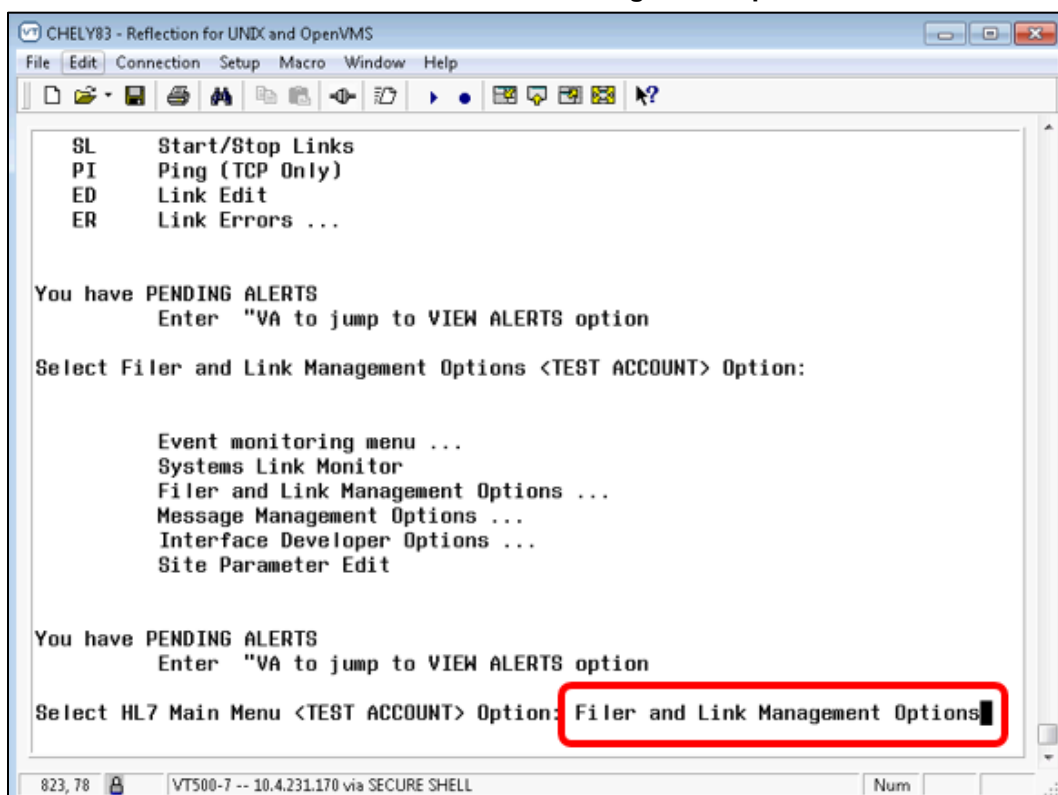 CHELY83 - Reflection for UNIX and OpenVMS
File Edit Connection Setup Macro Window Help
SL Start/Stop Links
PI Ping (TCP Only)
ED Link Edit
ER Link Errors ...
You have PENDING ALERTS
Enter "VA to jump to VIEW ALERTS option
Select Filer and Link Management Options <TEST ACCOUNT> Option:
Event monitoring menu ...
Systems Link Monitor
Filer and Link Management Options ...
Message Management Options ...
Interface Developer Options ...
Site Parameter Edit
You have PENDING ALERTS
Enter "VA to jump to VIEW ALERTS option
Select HL7 Main Menu <TEST ACCOUNT> Option: Filer and Link Management Options
823, 78 VT500-7 -- 10.4.231.170 via SECURE SHELL Num